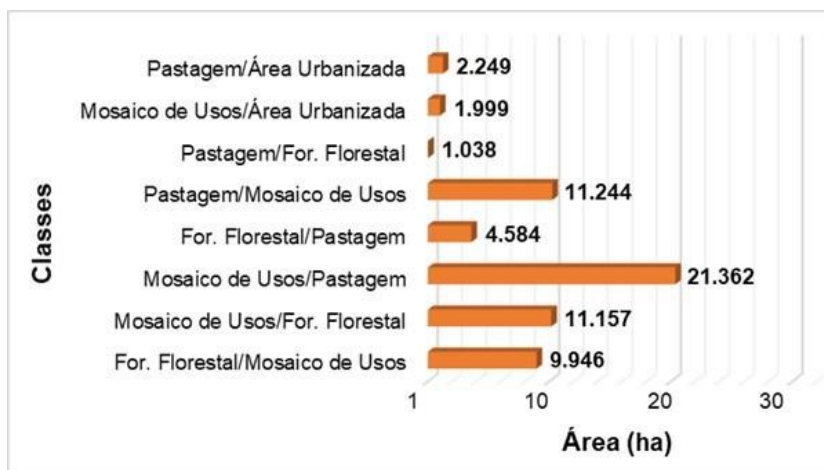 Classes
Pastagem/Área Urbanizada 2.249
Mosaico de Usos/Área Urbanizada 1.999
Pastagem/For. Florestal 1.038
Pastagem/Mosaico de Usos 11.244
For. Florestal/Pastagem 4.584
Mosaico de Usos/Pastagem 21.362
Mosaico de Usos/For. Florestal 11.157
For. Florestal/Mosaico de Usos 9.946
1 10 20 30
Área (ha)